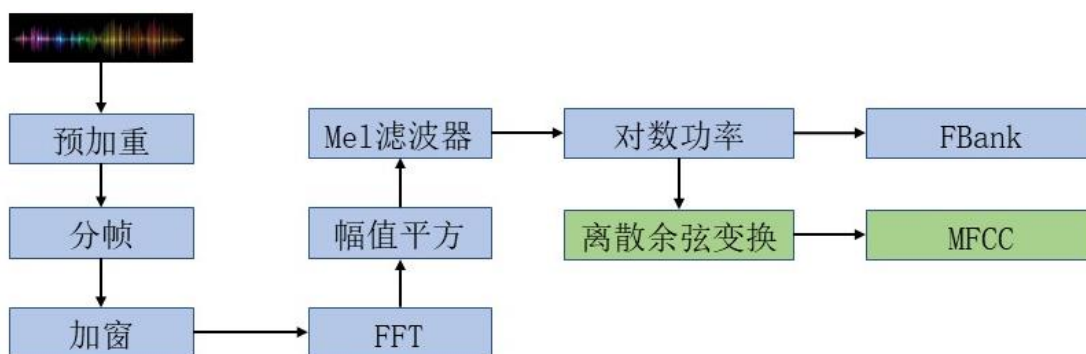 预加重
分帧
加窗
FFT
幅值平方
Mel滤波器
对数功率
FBank
离散余弦变换
MFCC